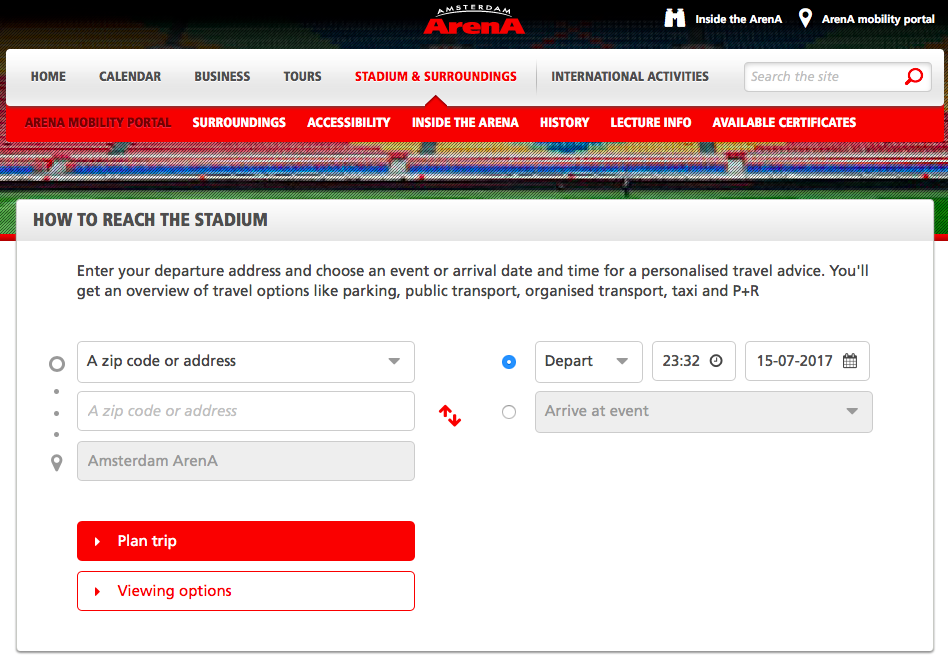 AMSTERDAM
ArenA
Inside the ArenA
ArenA mobility portal
HOME CALENDAR BUSINESS TOURS STADIUM & SURROUNDINGS INTERNATIONAL ACTIVITIES Search the site
ARENA MOBILITY PORTAL SURROUNDINGS ACCESSIBILITY INSIDE THE ARENA HISTORY LECTURE INFO AVAILABLE CERTIFICATES
HOW TO REACH THE STADIUM
Enter your departure address and choose an event or arrival date and time for a personalised travel advice. You'll
get an overview of travel options like parking, public transport, organised transport, taxi and P+R
A zip code or address
Depart 23:32 15-07-2017
A zip code or address
Arrive at event
Amsterdam ArenA
Plan trip
Viewing options